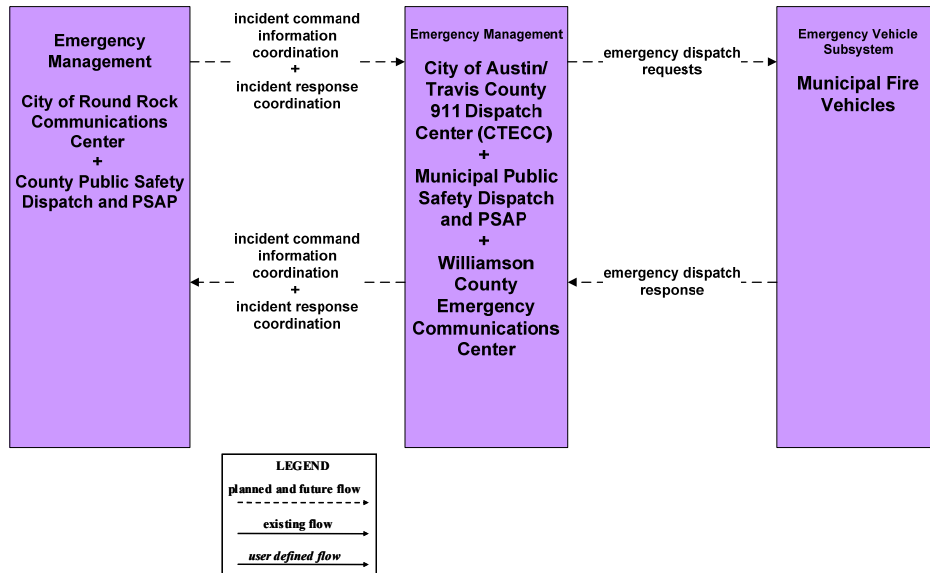 Emergency
Management
City of Round Rock
Communications
Center
+
County Public Safety
Dispatch and PSAP
incident command
information
coordination
+
incident response
coordination
incident command
information
coordination
+
incident response
coordination
Emergency Management
City of Austin/
Travis County
911 Dispatch
Center (CTECC)
+
Municipal Public
Safety Dispatch
and PSAP
+
Williamson
County
Emergency
Communications
Center
emergency dispatch
requests
emergency dispatch
response
Emergency Vehicle
Subsystem
Municipal Fire
Vehicles
LEGEND
planned and future flow
existing flow
user defined flow